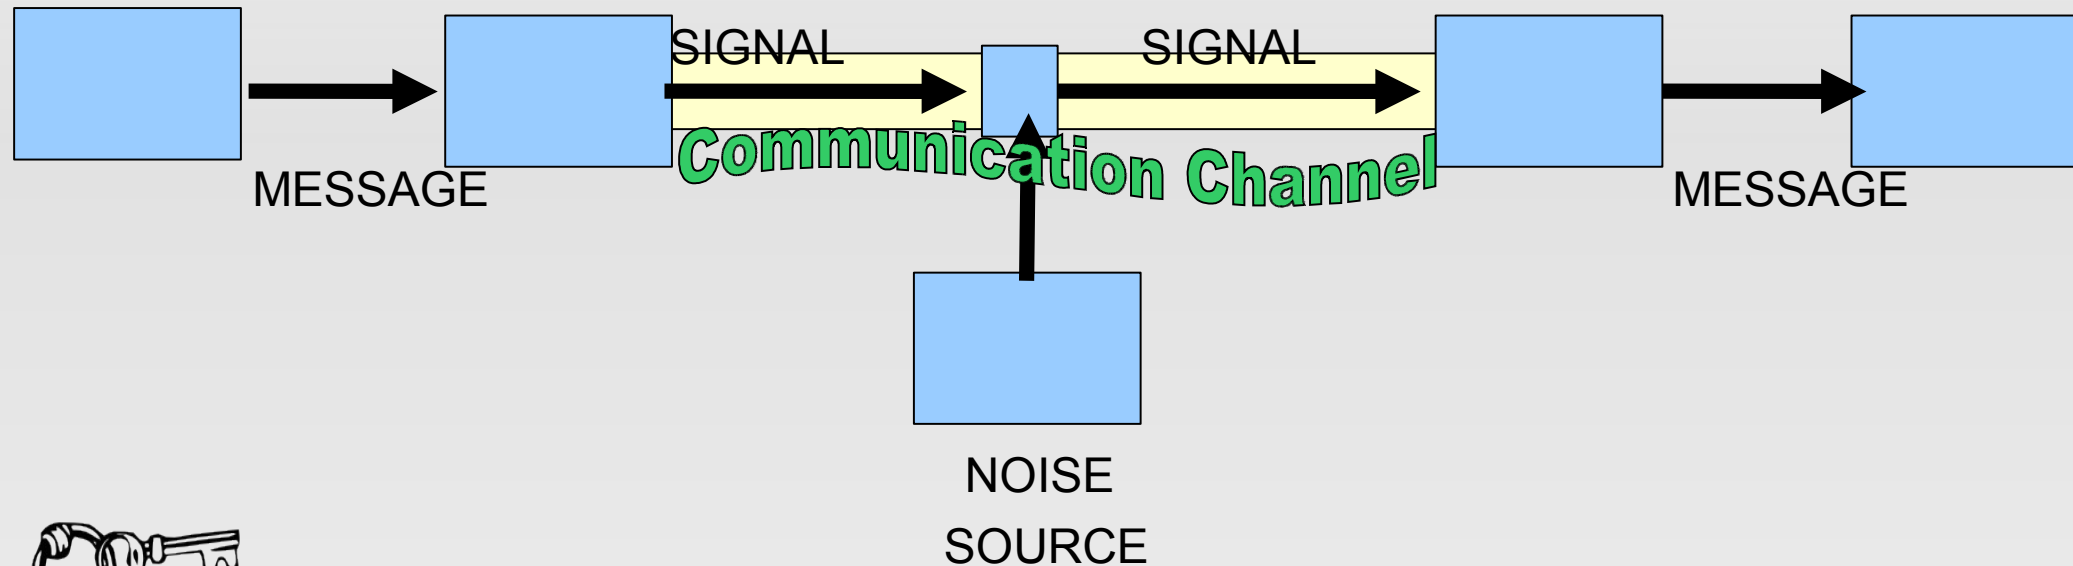 SIGNAL
SIGNAL
Communication Channel
MESSAGE
MESSAGE
NOISE
SOURCE